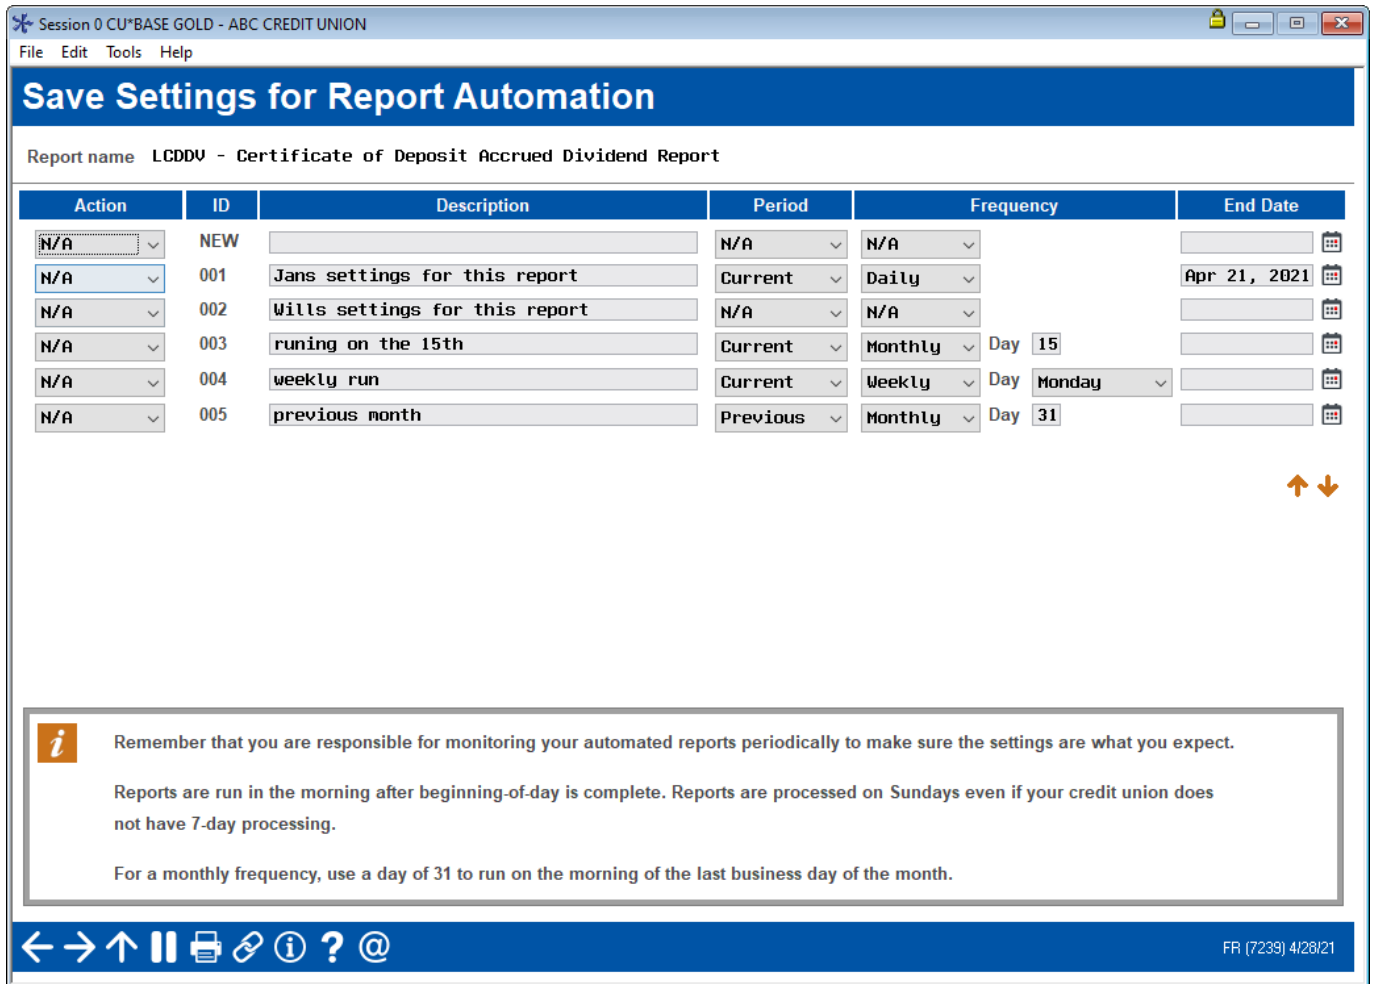 Session 0 CU*BASE GOLD - ABC CREDIT UNION
File Edit Tools Help
Save Settings for Report Automation
Report name LCDDV - Certificate of Deposit Accrued Dividend Report
Action ID Description Period Frequency End Date
N/A NEW N/A N/A
N/A 001 Jans settings for this report Current Daily Apr 21, 2021
N/A 002 Wills settings for this report N/A N/A
N/A 003 runing on the 15th Current Monthly Day 15
N/A 004 weekly run Current Weekly Day Monday
N/A 005 previous month Previous Monthly Day 31
i Remember that you are responsible for monitoring your automated reports periodically to make sure the settings are what you expect.
Reports are run in the morning after beginning-of-day is complete. Reports are processed on Sundays even if your credit union does
not have 7-day processing.
For a monthly frequency, use a day of 31 to run on the morning of the last business day of the month.
FR (7239) 4/28/21